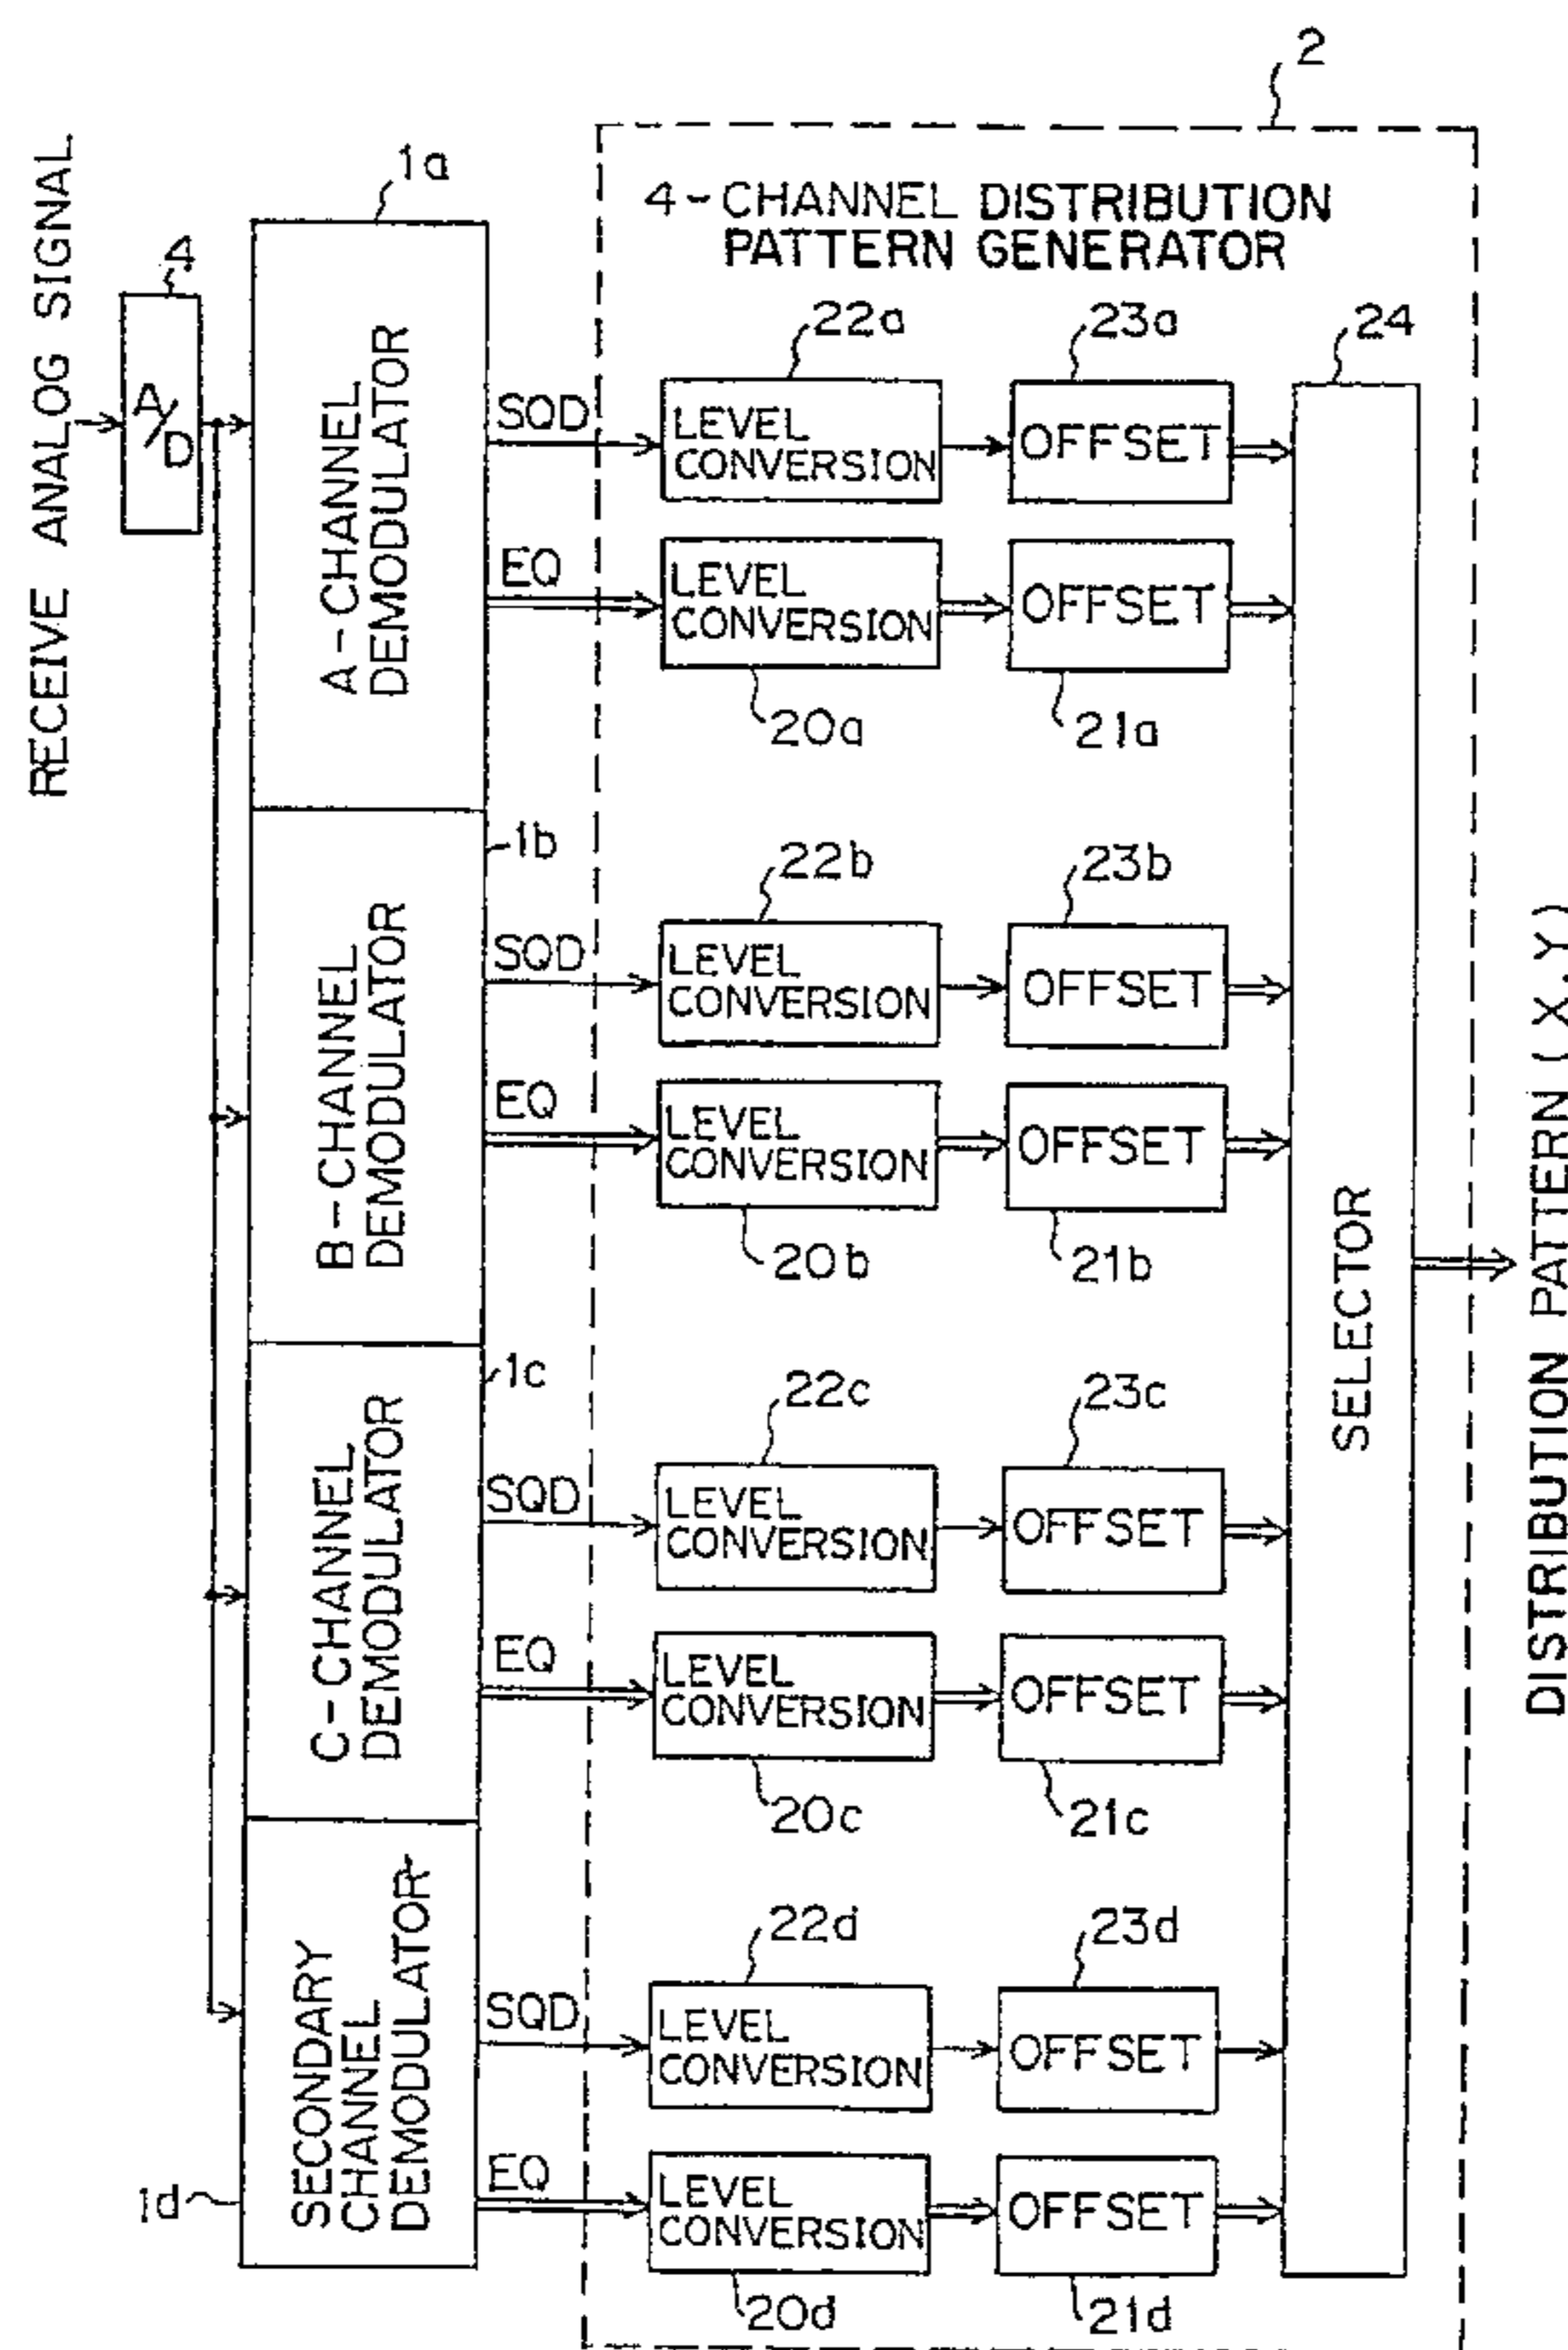 2
4-CHANNEL DISTRIBUTION
PATTERN GENERATOR
RECEIVE ANALOG SIGNAL
4
A/D
1a
A-CHANNEL
DEMODULATOR
SQD
22a
LEVEL
CONVERSION
23a
OFFSET
24
SELECTOR
EQ
LEVEL
CONVERSION
20a
OFFSET
21a
1b
B-CHANNEL
DEMODULATOR
SQD
22b
LEVEL
CONVERSION
23b
OFFSET
EQ
LEVEL
CONVERSION
20b
OFFSET
21b
DISTRIBUTION PATTERN (X,Y)
1c
C-CHANNEL
DEMODULATOR
SQD
22c
LEVEL
CONVERSION
23c
OFFSET
EQ
LEVEL
CONVERSION
20c
OFFSET
21c
1d
SECONDARY
CHANNEL
DEMODULATOR
SQD
22d
LEVEL
CONVERSION
23d
OFFSET
EQ
LEVEL
CONVERSION
20d
OFFSET
21d